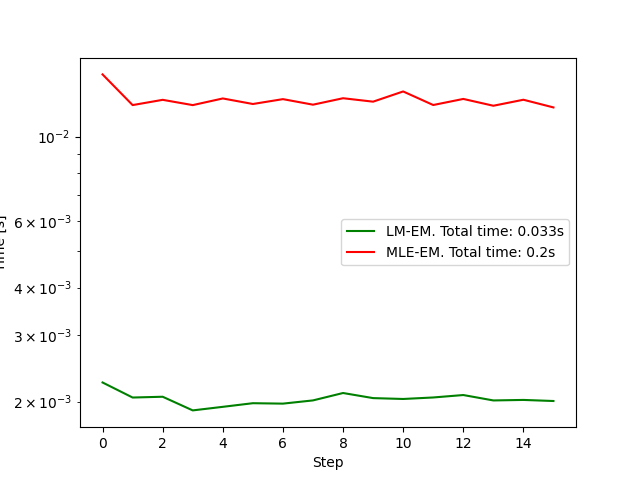 10⁻²
6 × 10⁻³
4 × 10⁻³
3 × 10⁻³
2 × 10⁻³
LM-EM. Total time: 0.033s
MLE-EM. Total time: 0.2s
0 2 4 6 8 10 12 14
Step